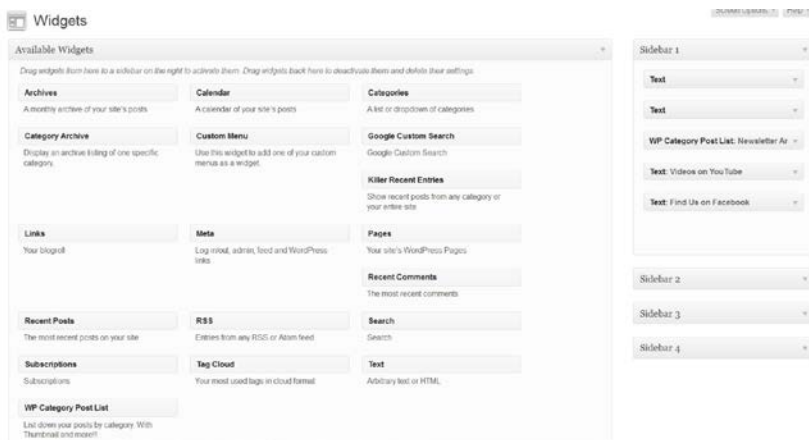 Screen Options Help
Widgets
Available Widgets
Drag widgets from here to a sidebar on the right to activate them. Drag widgets back here to deactivate them and delete their settings.
Archives
A monthly archive of your site's posts
Calendar
A calendar of your site's posts
Categories
A list or dropdown of categories
Category Archive
Display an archive listing of one specific
category.
Custom Menu
Use this widget to add one of your custom
menus as a widget.
Google Custom Search
Google Custom Search
Killer Recent Entries
Show recent posts from any category or
your entire site
Links
Your blogroll
Meta
Log in/out, admin, feed and WordPress
links
Pages
Your site's WordPress Pages
Recent Comments
The most recent comments
Recent Posts
The most recent posts on your site
RSS
Entries from any RSS or Atom feed
Search
Search
Subscriptions
Subscriptions
Tag Cloud
Your most used tags in cloud format
Text
Arbitrary text or HTML
WP Category Post List
List down your posts by category. With
Thumbnail and more!!
Sidebar 1
Text
Text
WP Category Post List: Newsletter Ar
Text: Videos on YouTube
Text: Find Us on Facebook
Sidebar 2
Sidebar 3
Sidebar 4